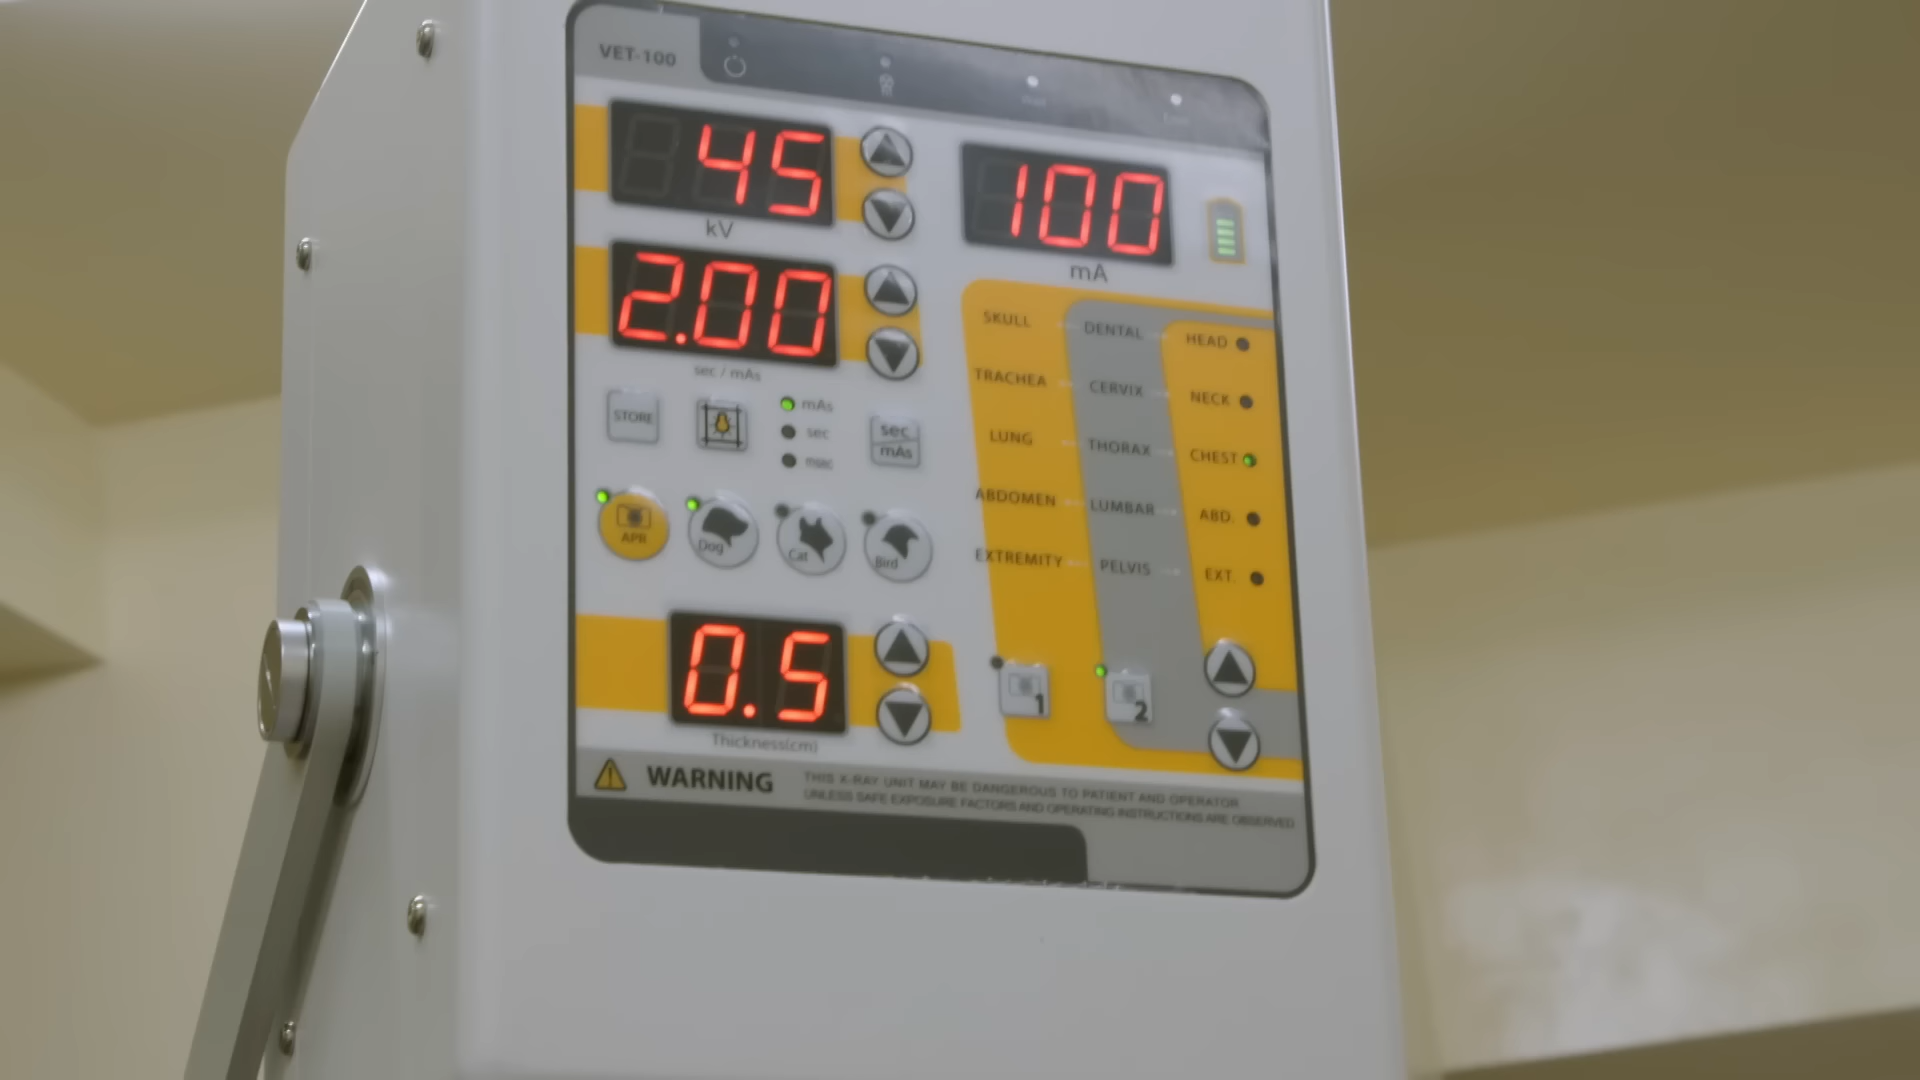 VET-100
45
kV
100
mA
2.00
sec / mAs
STORE
mAs
sec
msec
sec
mAs
APR
Dog
Cat
Bird
SKULL
DENTAL
HEAD
TRACHEA
CERVIX
NECK
LUNG
THORAX
CHEST
ABDOMEN
LUMBAR
ABD.
EXTREMITY
PELVIS
EXT.
1
2
0.5
Thickness(cm)
WARNING
THIS X-RAY UNIT MAY BE DANGEROUS TO PATIENT AND OPERATOR
UNLESS SAFE EXPOSURE FACTORS AND OPERATING INSTRUCTIONS ARE OBSERVED